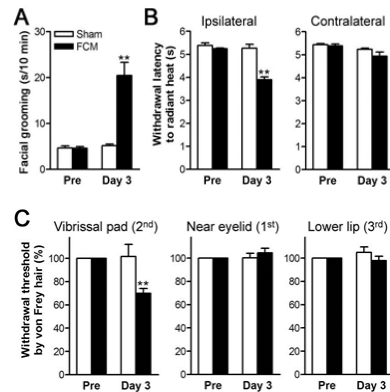 A
Facial grooming (s/10 min)
30
20
10
0
Sham
FCM
**
Pre
Day 3
B
Ipsilateral
Withdrawal latency
to radiant heat (s)
6
5
4
3
2
1
0
**
Pre
Day 3
Contralateral
6
5
4
3
2
1
0
Pre
Day 3
C
Vibrissal pad (2nd)
Withdrawal threshold
by von Frey hair (%)
100
80
60
40
20
0
**
Pre
Day 3
Near eyelid (1st)
100
80
60
40
20
0
Pre
Day 3
Lower lip (3rd)
100
80
60
40
20
0
Pre
Day 3